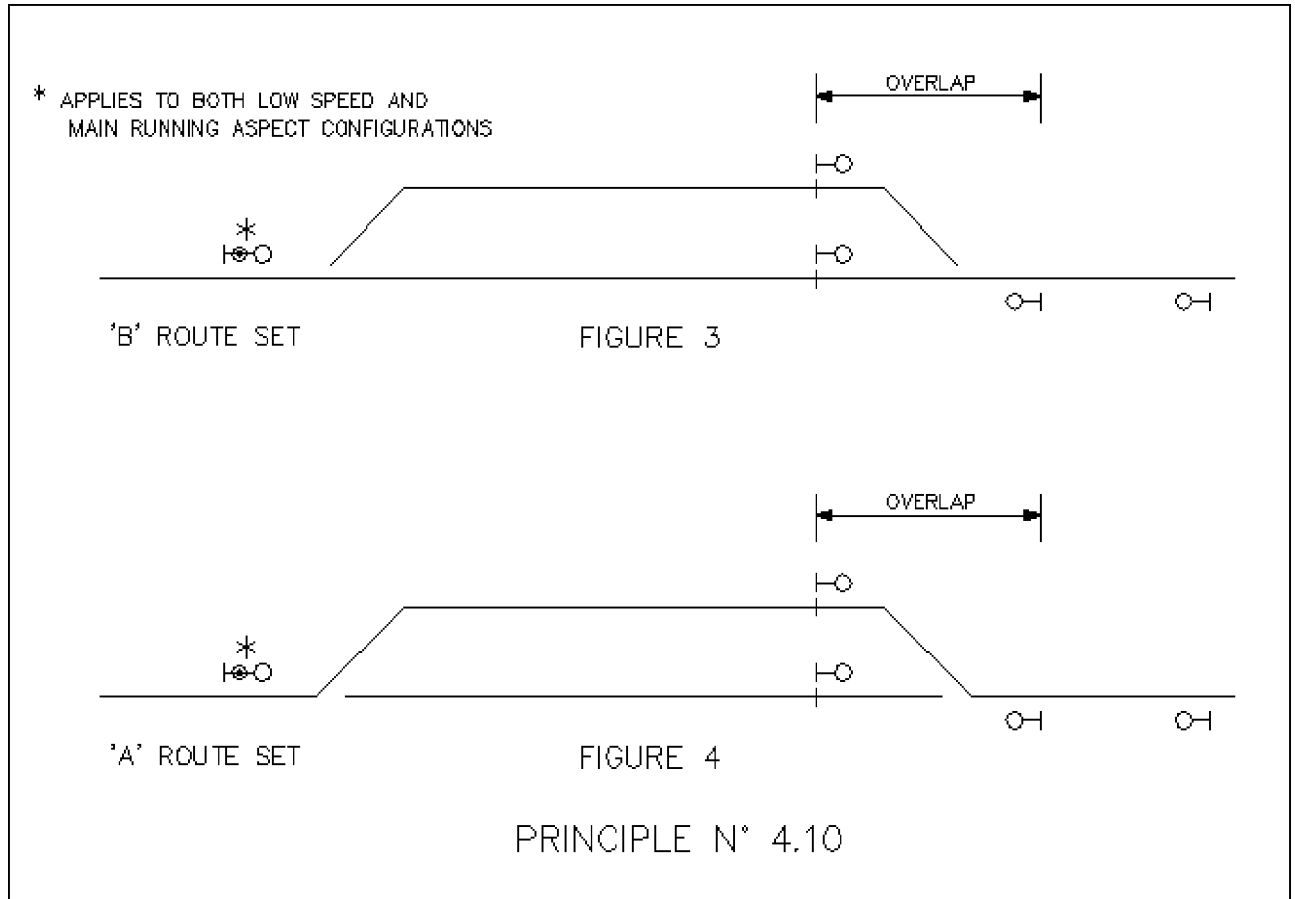 * APPLIES TO BOTH LOW SPEED AND
MAIN RUNNING ASPECT CONFIGURATIONS
OVERLAP
*
'B' ROUTE SET
FIGURE 3
OVERLAP
*
'A' ROUTE SET
FIGURE 4
PRINCIPLE N° 4.10